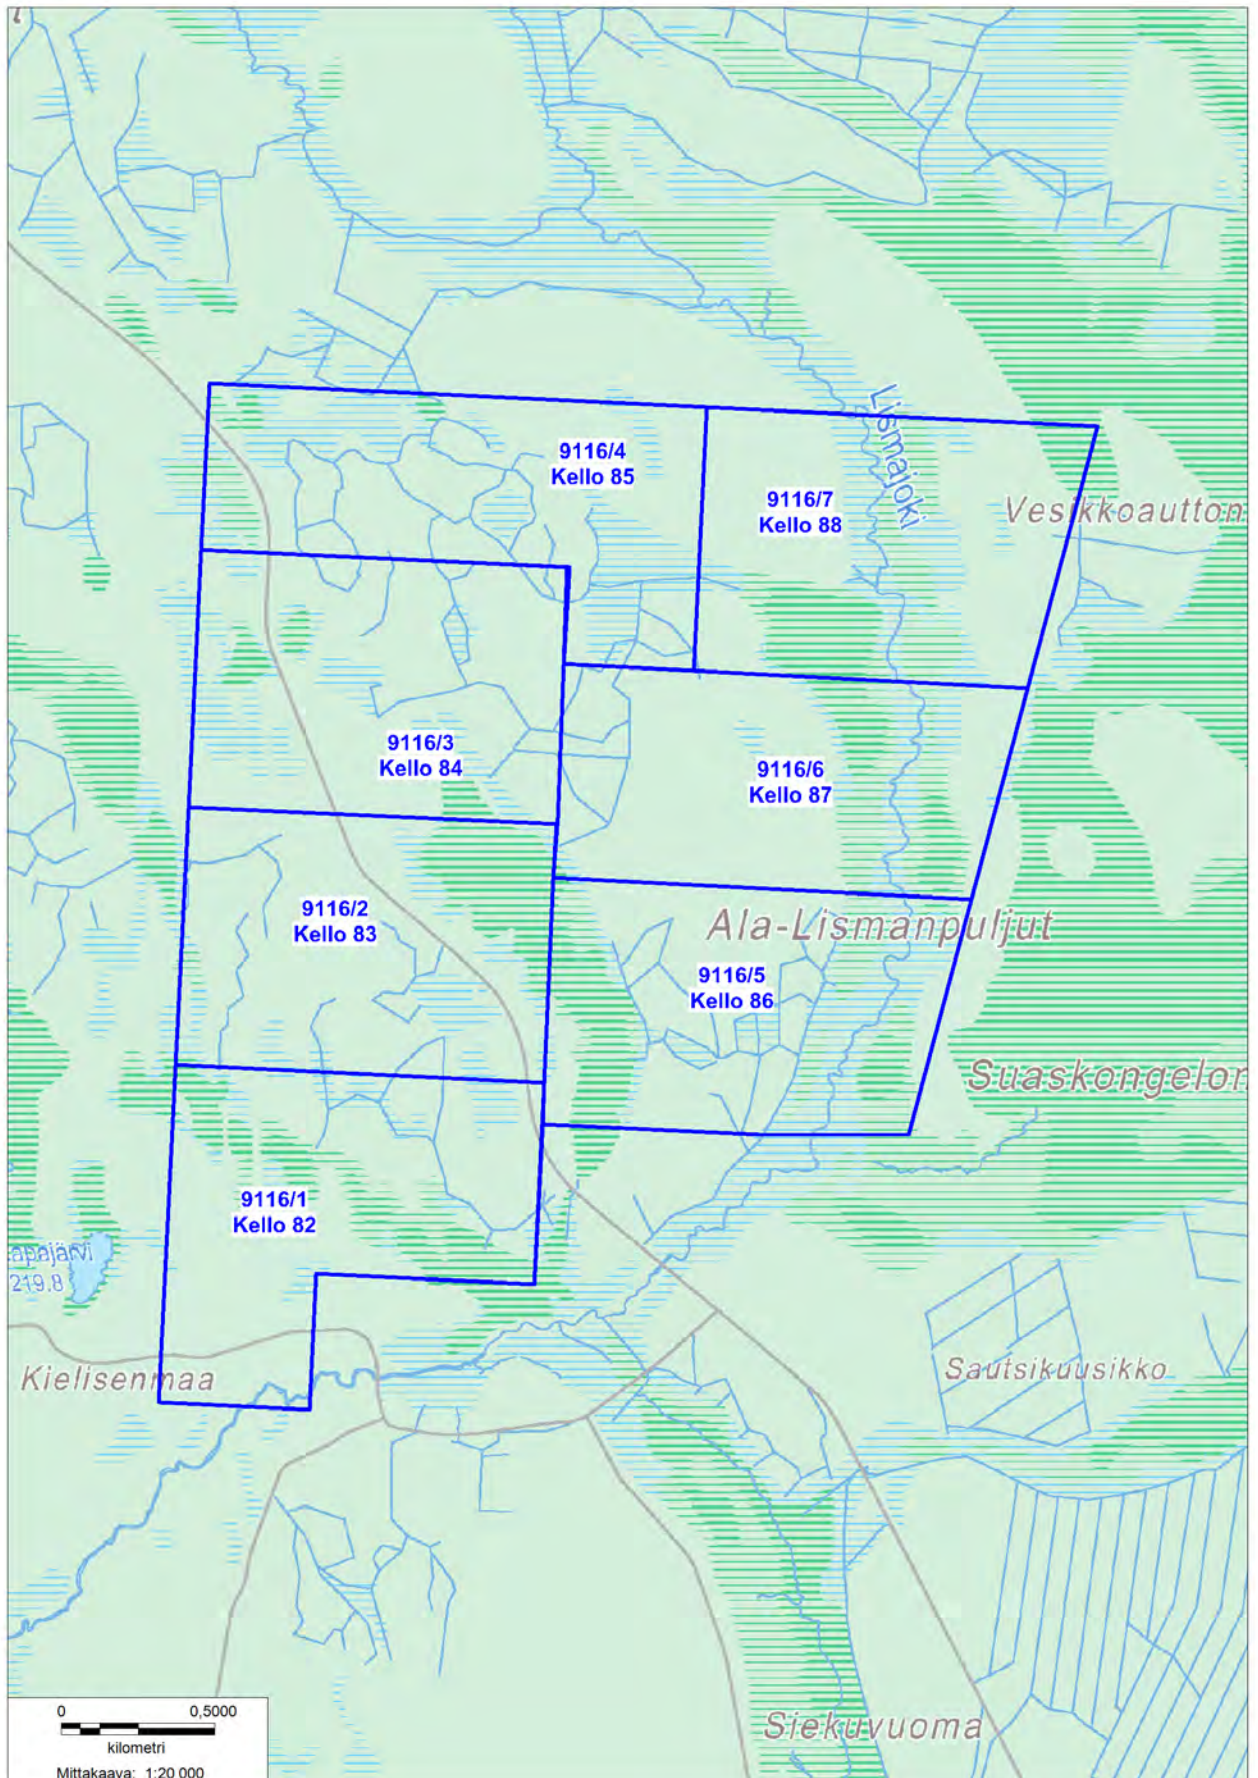 9116/4
Kello 85
Lismajoki
9116/7
Kello 88
Vesikkoauttom
9116/3
Kello 84
9116/6
Kello 87
9116/2
Kello 83
Ala-Lismanpuljut
9116/5
Kello 86
Suaskongelon
9116/1
Kello 82
apajärvi
219.8
Kielisenmaa
Sautsikuusikko
Siekuvuoma
0 0,5000
kilometri
Mittakaava: 1:20 000